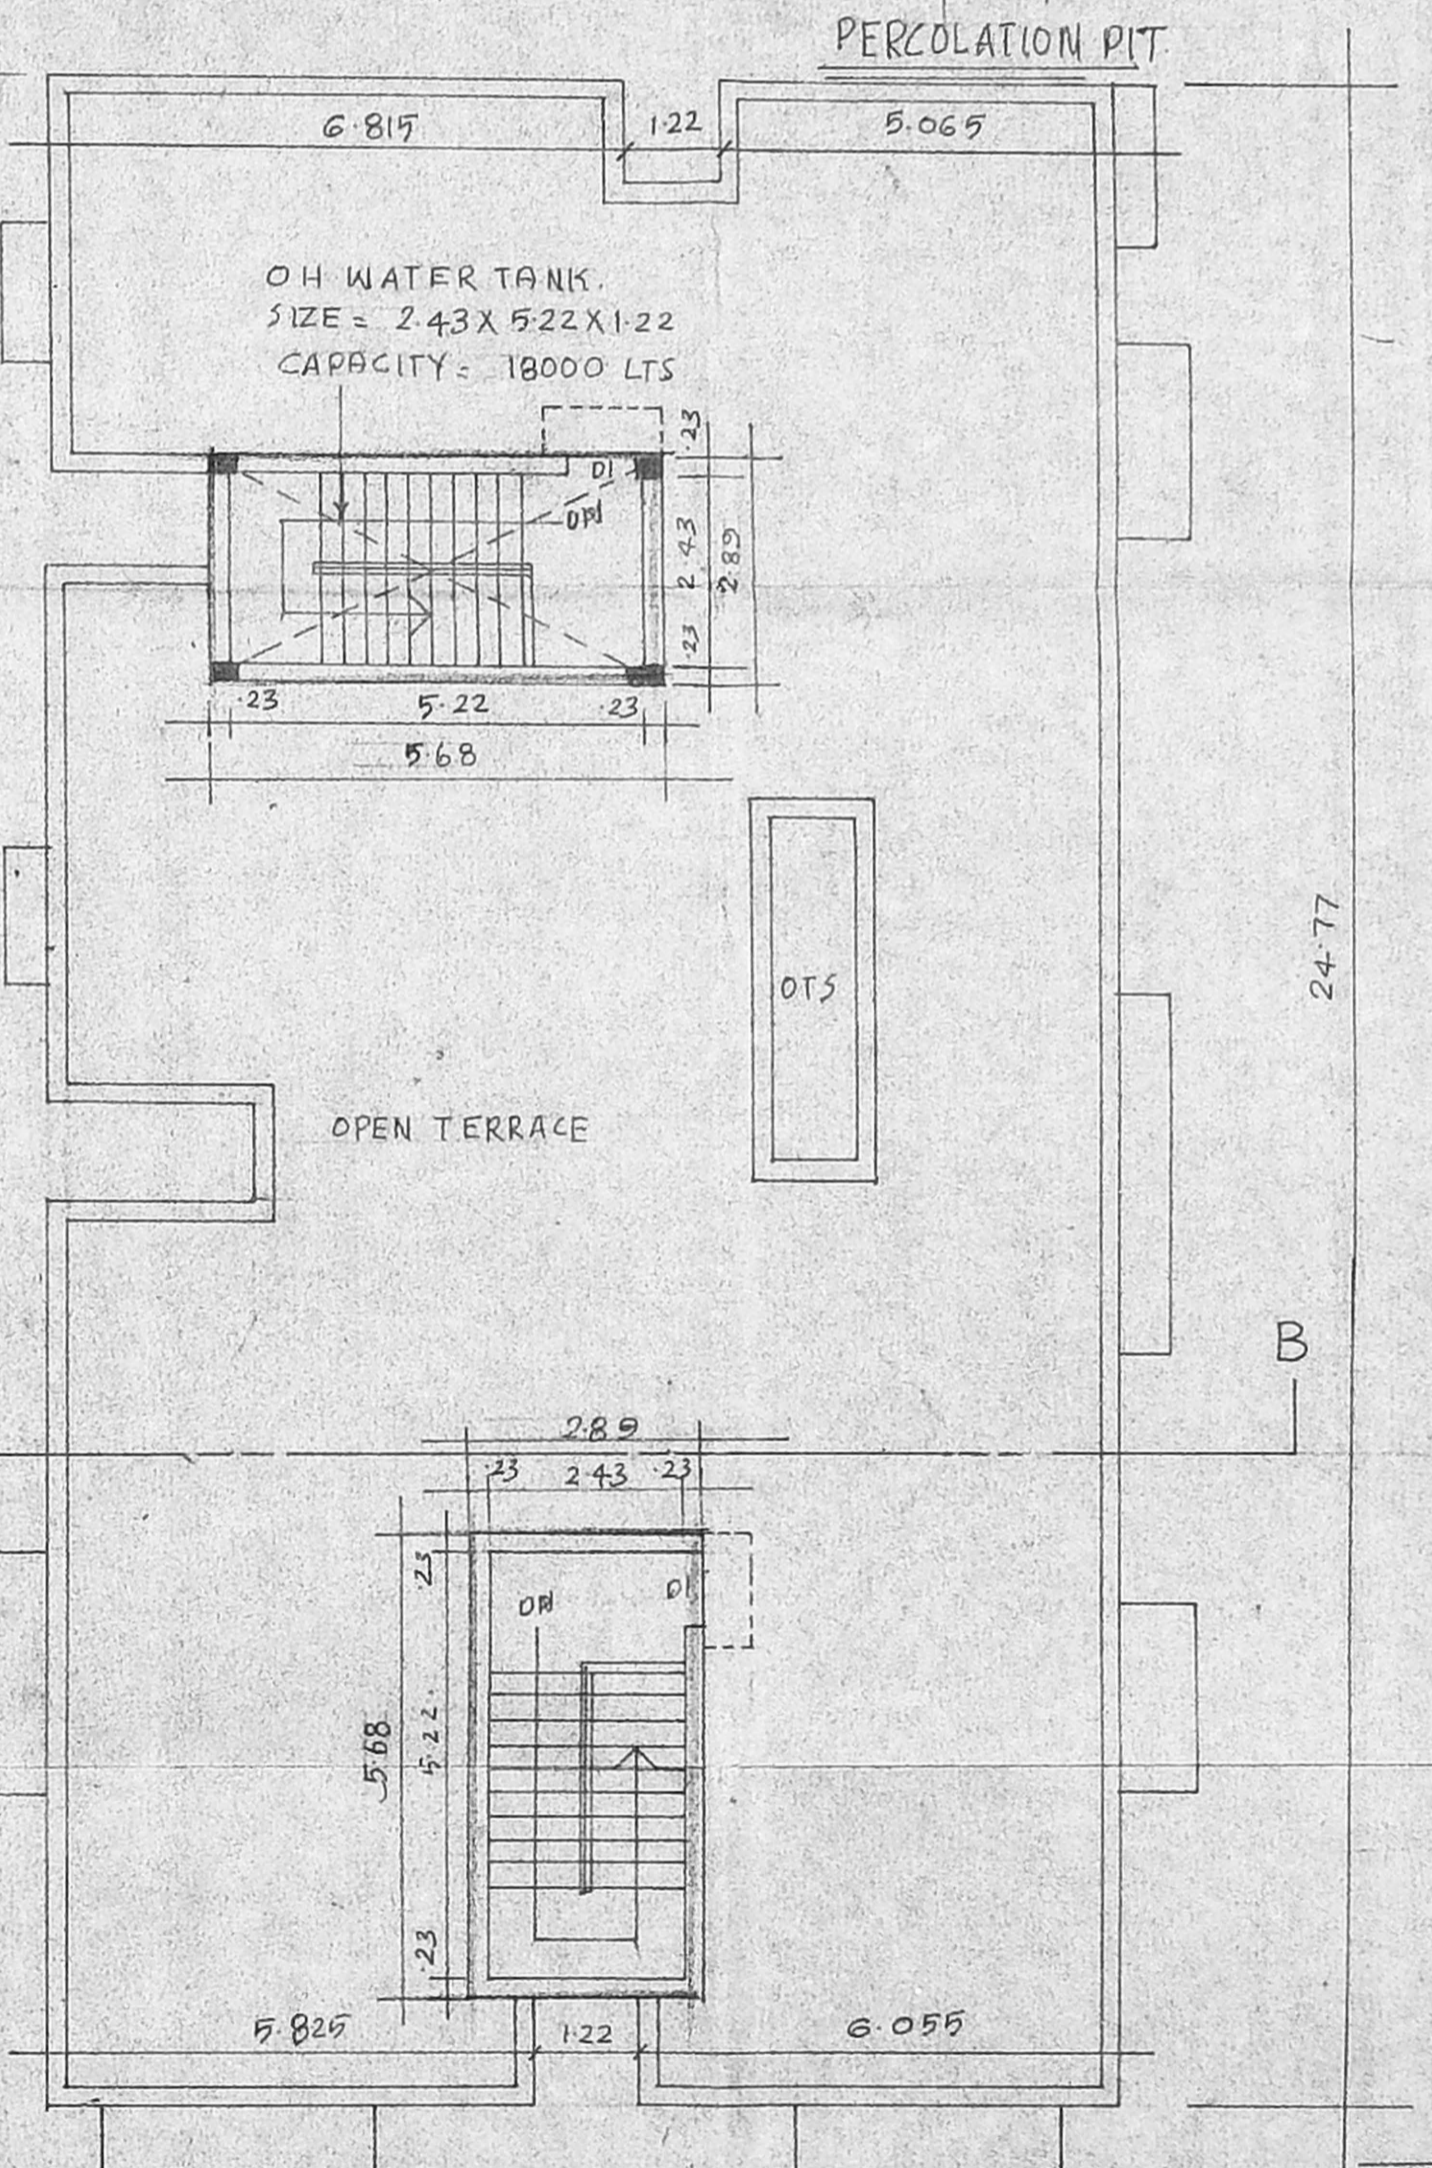 PERCOLATION PIT.
6.815
1.22
5.065
OH WATER TANK.
SIZE = 2.43 X 5.22 X 1.22
CAPACITY = 18000 LTS
.23
D1
DN
2.43
2.89
.23
.23
5.22
.23
5.68
OTS
24.77
OPEN TERRACE
B
2.89
.23
2.43
.23
.23
DN
D1
5.68
5.22
.23
5.825
1.22
6.055